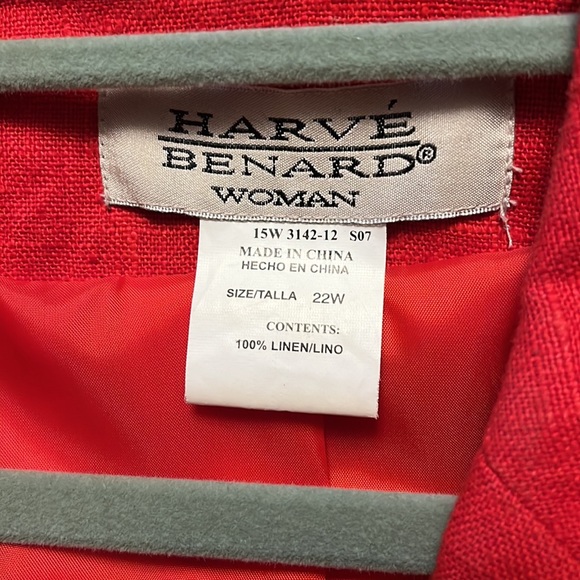 HARVÉ
BENARD®
WOMAN
15W 3142-12 S07
MADE IN CHINA
HECHO EN CHINA
SIZE/TALLA 22W
CONTENTS:
100% LINEN/LINO